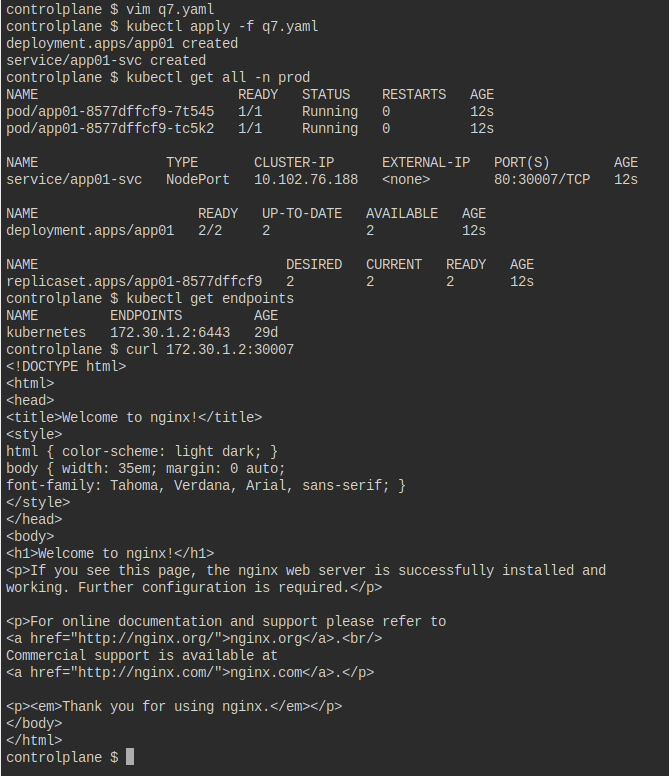 controlplane $ vim q7.yaml
controlplane $ kubectl apply -f q7.yaml
deployment.apps/app01 created
service/app01-svc created
controlplane $ kubectl get all -n prod
NAME                         READY   STATUS    RESTARTS   AGE
pod/app01-8577dffcf9-7t545   1/1     Running   0          12s
pod/app01-8577dffcf9-tc5k2   1/1     Running   0          12s

NAME                TYPE       CLUSTER-IP      EXTERNAL-IP   PORT(S)        AGE
service/app01-svc   NodePort   10.102.76.188   <none>        80:30007/TCP   12s

NAME                    READY   UP-TO-DATE   AVAILABLE   AGE
deployment.apps/app01   2/2     2            2           12s

NAME                               DESIRED   CURRENT   READY   AGE
replicaset.apps/app01-8577dffcf9   2         2         2       12s
controlplane $ kubectl get endpoints
NAME         ENDPOINTS         AGE
kubernetes   172.30.1.2:6443   29d
controlplane $ curl 172.30.1.2:30007
<!DOCTYPE html>
<html>
<head>
<title>Welcome to nginx!</title>
<style>
html { color-scheme: light dark; }
body { width: 35em; margin: 0 auto;
font-family: Tahoma, Verdana, Arial, sans-serif; }
</style>
</head>
<body>
<h1>Welcome to nginx!</h1>
<p>If you see this page, the nginx web server is successfully installed and
working. Further configuration is required.</p>

<p>For online documentation and support please refer to
<a href="http://nginx.org/">nginx.org</a>.<br/>
Commercial support is available at
<a href="http://nginx.com/">nginx.com</a>.</p>

<p><em>Thank you for using nginx.</em></p>
</body>
</html>
controlplane $